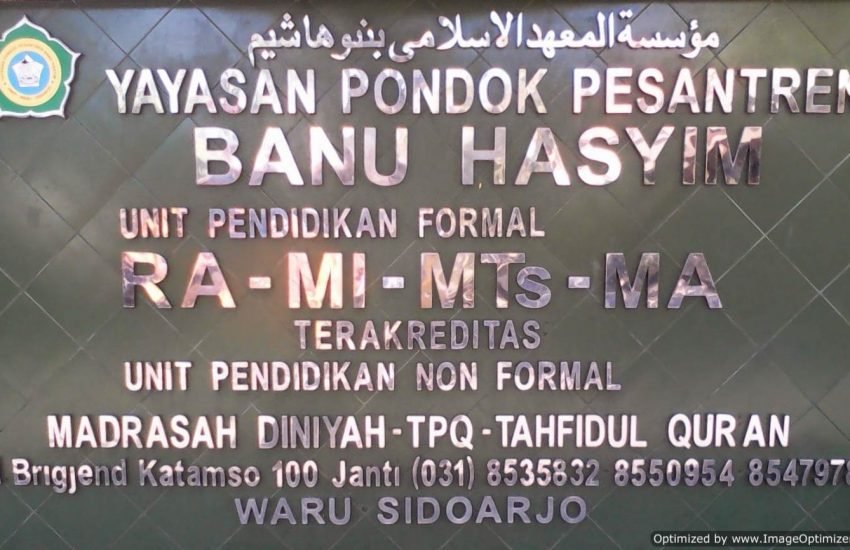 مؤسسة المعهد الاسلامي بنو هاشيم
YAYASAN PONDOK PESANTREN
BANU HASYIM
UNIT PENDIDIKAN FORMAL
RA - MI - MTs - MA
TERAKREDITAS
UNIT PENDIDIKAN NON FORMAL
MADRASAH DINIYAH - TPQ - TAHFIDUL QURAN
Brigjend Katamso 100 Janti (031) 8535832 8550954 8547978
WARU SIDOARJO
Optimized by www.ImageOptimize